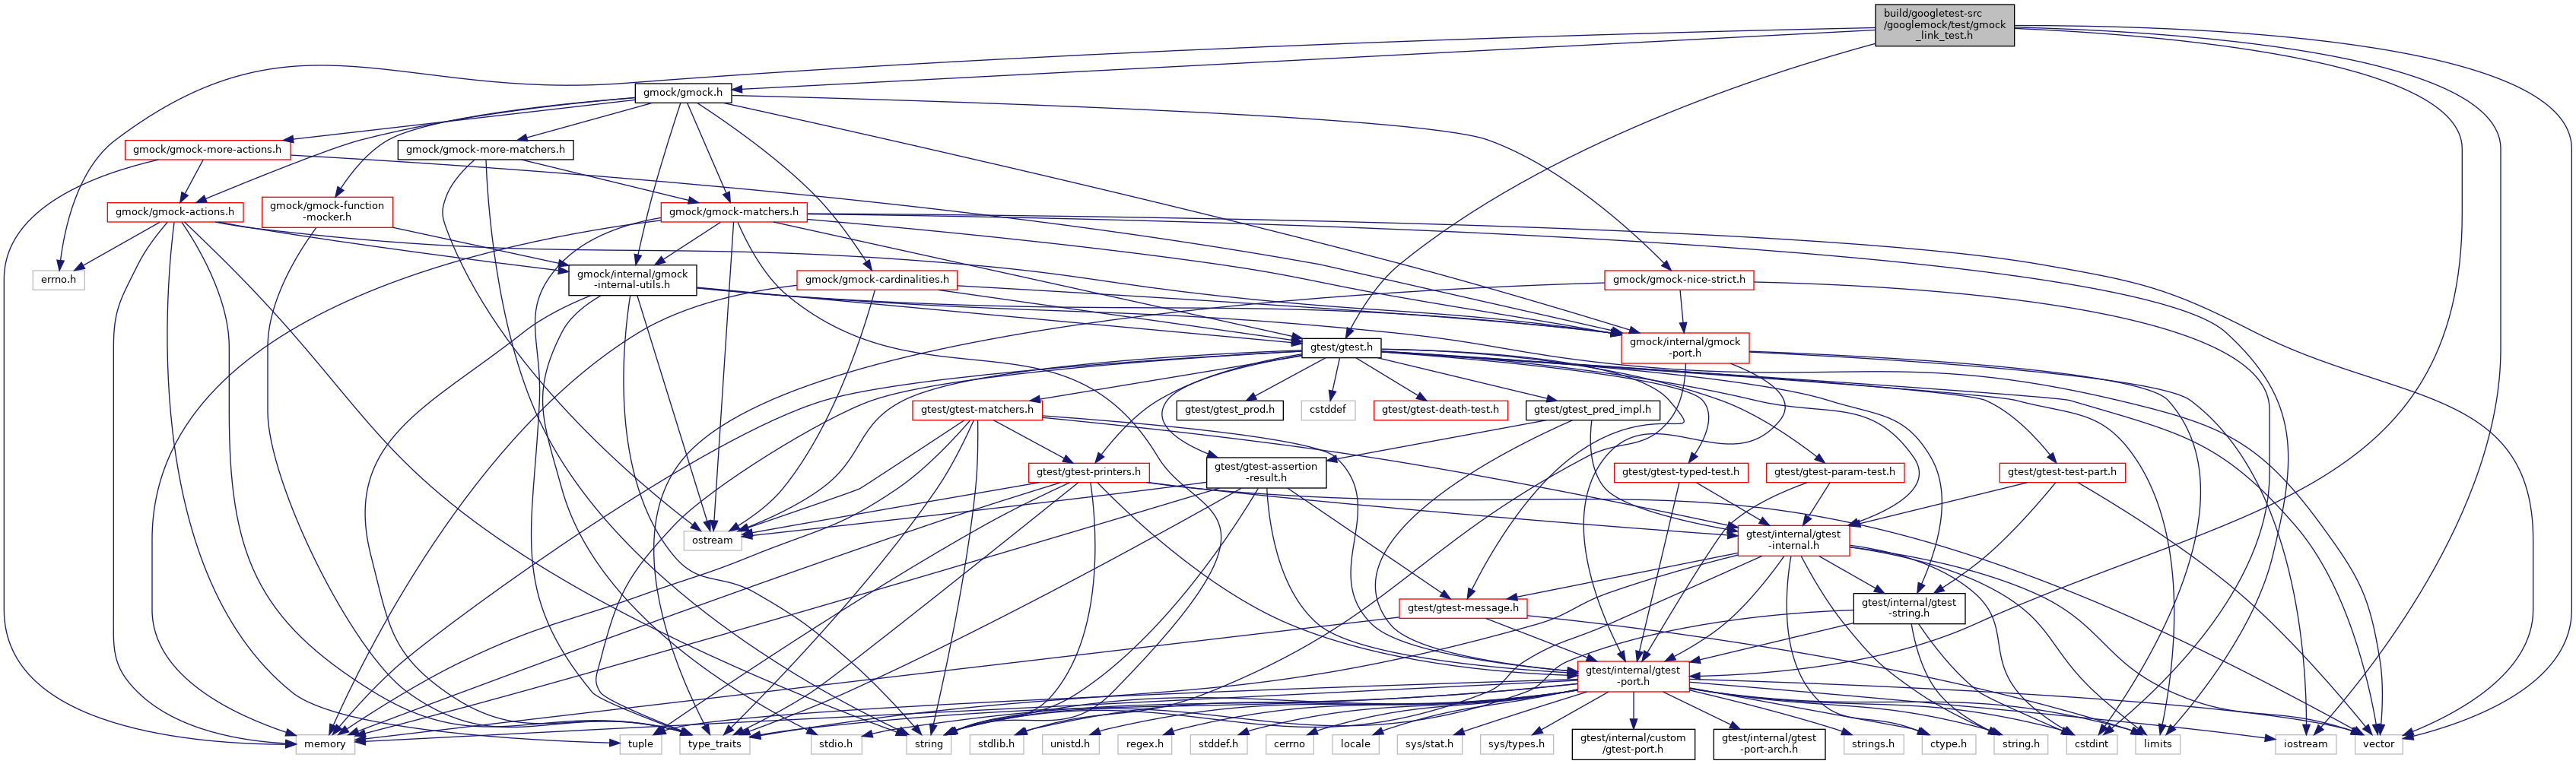 build/googletest-src
/googlemock/test/gmock
_link_test.h
gmock/gmock.h
gmock/gmock-more-actions.h
gmock/gmock-more-matchers.h
gmock/gmock-actions.h
gmock/gmock-function
-mocker.h
gmock/gmock-matchers.h
errno.h
gmock/internal/gmock
-internal-utils.h
gmock/gmock-cardinalities.h
gmock/gmock-nice-strict.h
gtest/gtest.h
gmock/internal/gmock
-port.h
gtest/gtest-matchers.h
gtest/gtest_prod.h
cstddef
gtest/gtest-death-test.h
gtest/gtest_pred_impl.h
gtest/gtest-printers.h
gtest/gtest-assertion
-result.h
gtest/gtest-typed-test.h
gtest/gtest-param-test.h
gtest/gtest-test-part.h
ostream
gtest/internal/gtest
-internal.h
gtest/gtest-message.h
gtest/internal/gtest
-string.h
gtest/internal/gtest
-port.h
memory
tuple
type_traits
stdio.h
string
stdlib.h
unistd.h
regex.h
stddef.h
cerrno
locale
sys/stat.h
sys/types.h
gtest/internal/custom
/gtest-port.h
gtest/internal/gtest
-port-arch.h
strings.h
ctype.h
string.h
cstdint
limits
iostream
vector